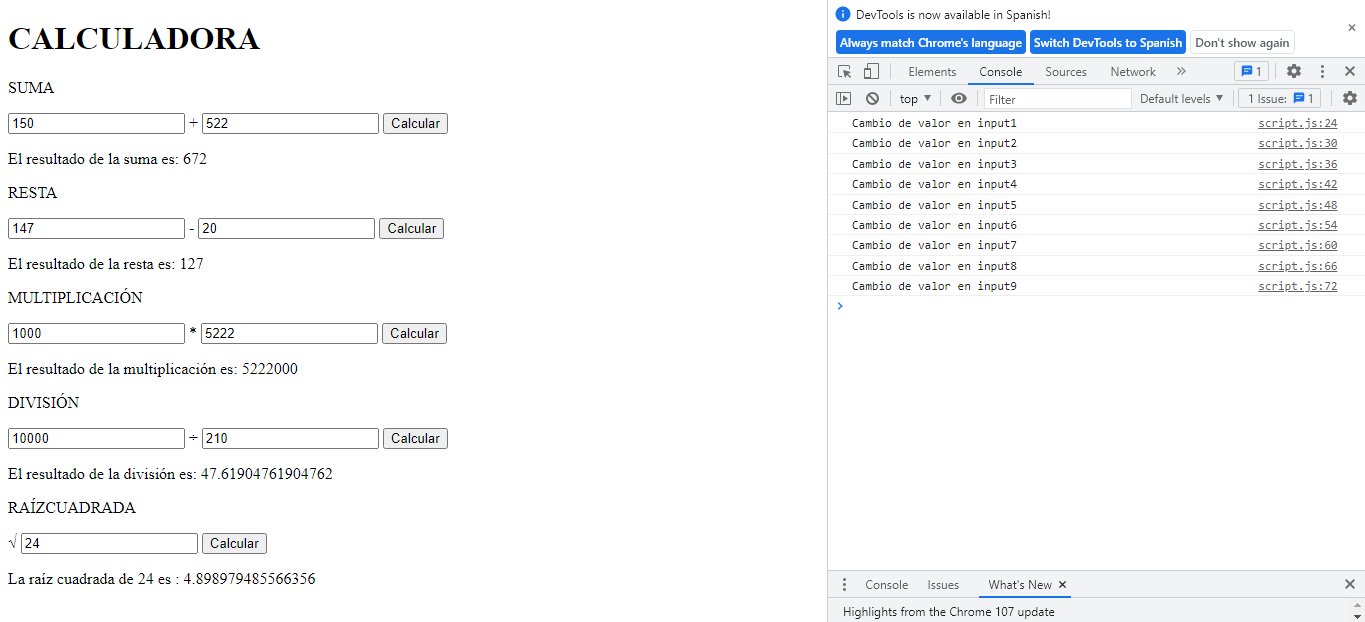 CALCULADORA
SUMA
150 + 522 Calcular
El resultado de la suma es: 672
RESTA
147 - 20 Calcular
El resultado de la resta es: 127
MULTIPLICACIÓN
1000 * 5222 Calcular
El resultado de la multiplicación es: 5222000
DIVISIÓN
10000 ÷ 210 Calcular
El resultado de la división es: 47.61904761904762
RAÍZCUADRADA
√ 24 Calcular
La raíz cuadrada de 24 es : 4.898979485566356
DevTools is now available in Spanish!
Always match Chrome's language Switch DevTools to Spanish Don't show again
Elements Console Sources Network » 1
top Filter Default levels 1 Issue: 1
Cambio de valor en input1 script.js:24
Cambio de valor en input2 script.js:30
Cambio de valor en input3 script.js:36
Cambio de valor en input4 script.js:42
Cambio de valor en input5 script.js:48
Cambio de valor en input6 script.js:54
Cambio de valor en input7 script.js:60
Cambio de valor en input8 script.js:66
Cambio de valor en input9 script.js:72
Console Issues What's New
Highlights from the Chrome 107 update